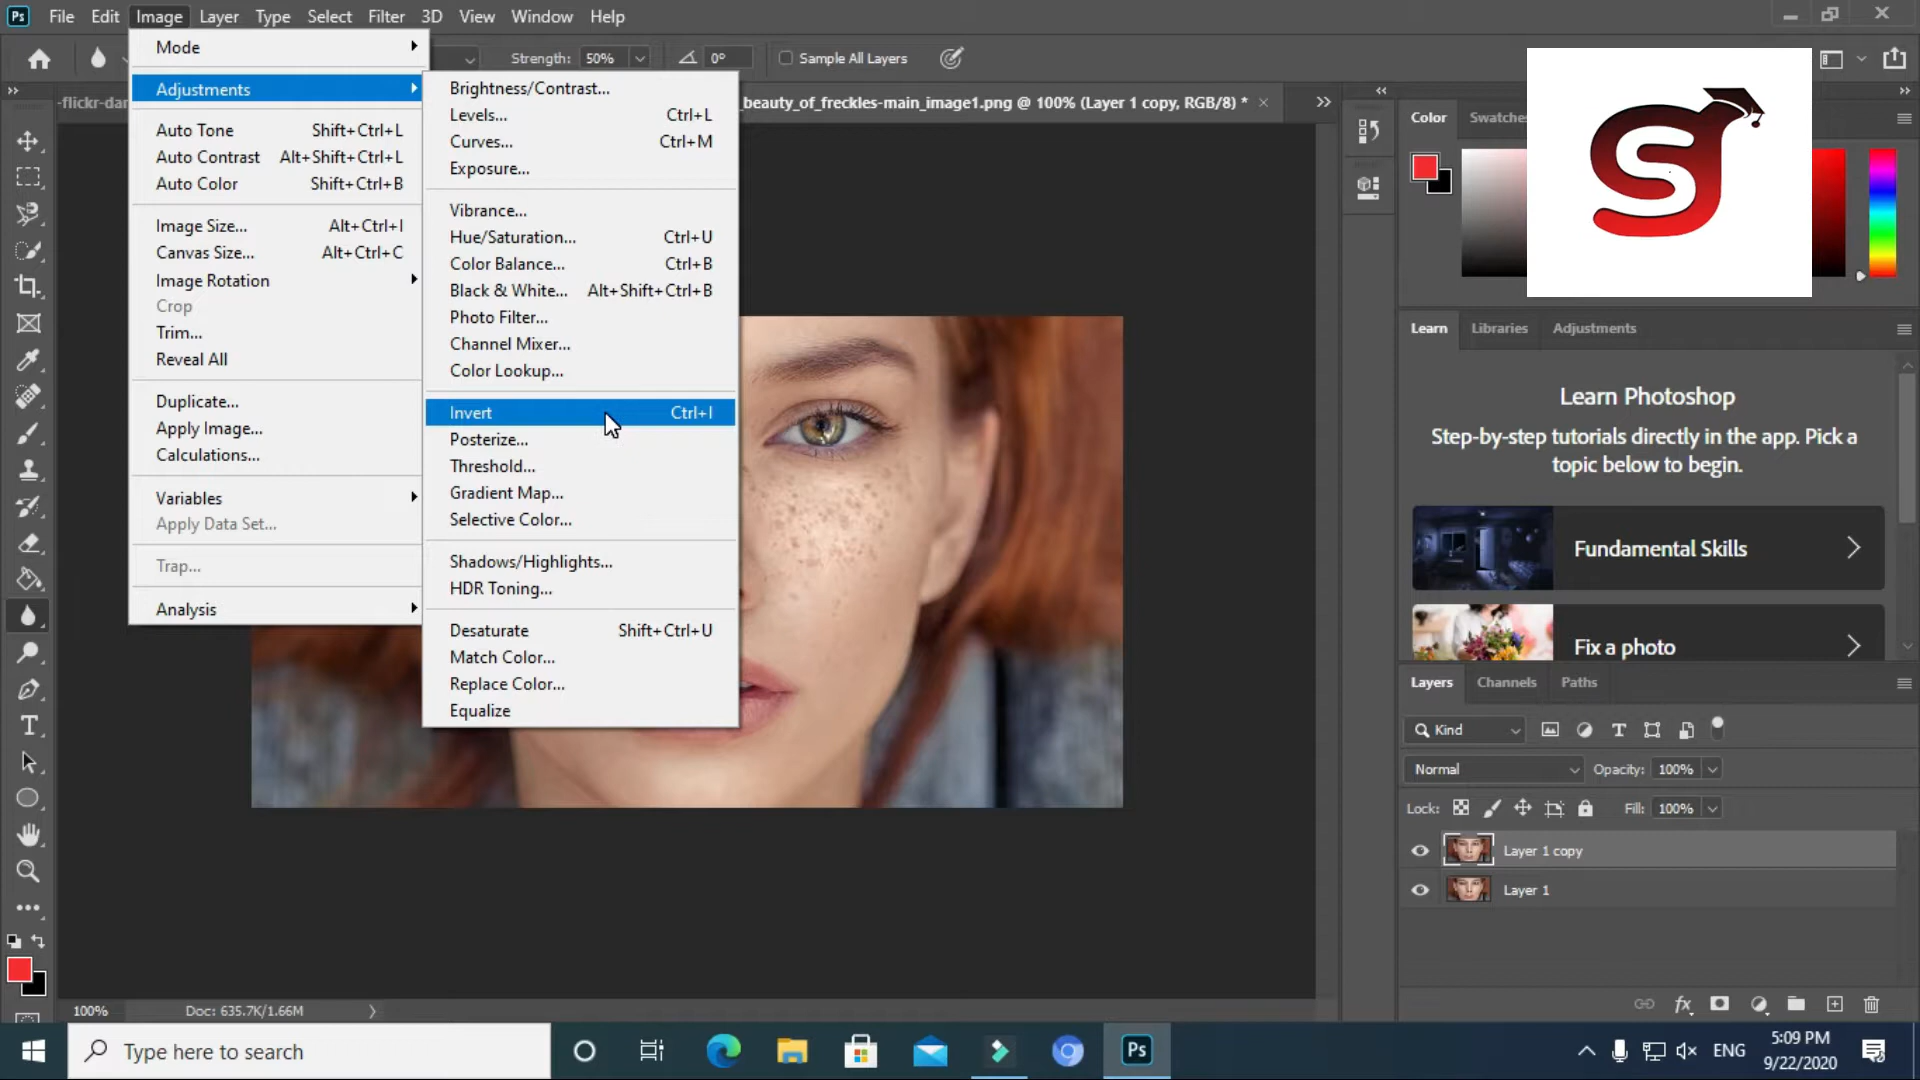 Ps File Edit Image Layer Type Select Filter 3D View Window Help
Strength: 50% 0° Sample All Layers
-flickr-dar
_beauty_of_freckles-main_image1.png @ 100% (Layer 1 copy, RGB/8) *
Mode
Adjustments
Auto Tone Shift+Ctrl+L
Auto Contrast Alt+Shift+Ctrl+L
Auto Color Shift+Ctrl+B
Image Size... Alt+Ctrl+I
Canvas Size... Alt+Ctrl+C
Image Rotation
Crop
Trim...
Reveal All
Duplicate...
Apply Image...
Calculations...
Variables
Apply Data Set...
Trap...
Analysis
Brightness/Contrast...
Levels... Ctrl+L
Curves... Ctrl+M
Exposure...
Vibrance...
Hue/Saturation... Ctrl+U
Color Balance... Ctrl+B
Black & White... Alt+Shift+Ctrl+B
Photo Filter...
Channel Mixer...
Color Lookup...
Invert Ctrl+I
Posterize...
Threshold...
Gradient Map...
Selective Color...
Shadows/Highlights...
HDR Toning...
Desaturate Shift+Ctrl+U
Match Color...
Replace Color...
Equalize
Color Swatches
Learn Libraries Adjustments
Learn Photoshop
Step-by-step tutorials directly in the app. Pick a
topic below to begin.
Fundamental Skills
Fix a photo
Layers Channels Paths
Kind
Normal Opacity: 100%
Lock: Fill: 100%
Layer 1 copy
Layer 1
100% Doc: 635.7K/1.66M
Type here to search
Ps
ENG
5:09 PM
9/22/2020